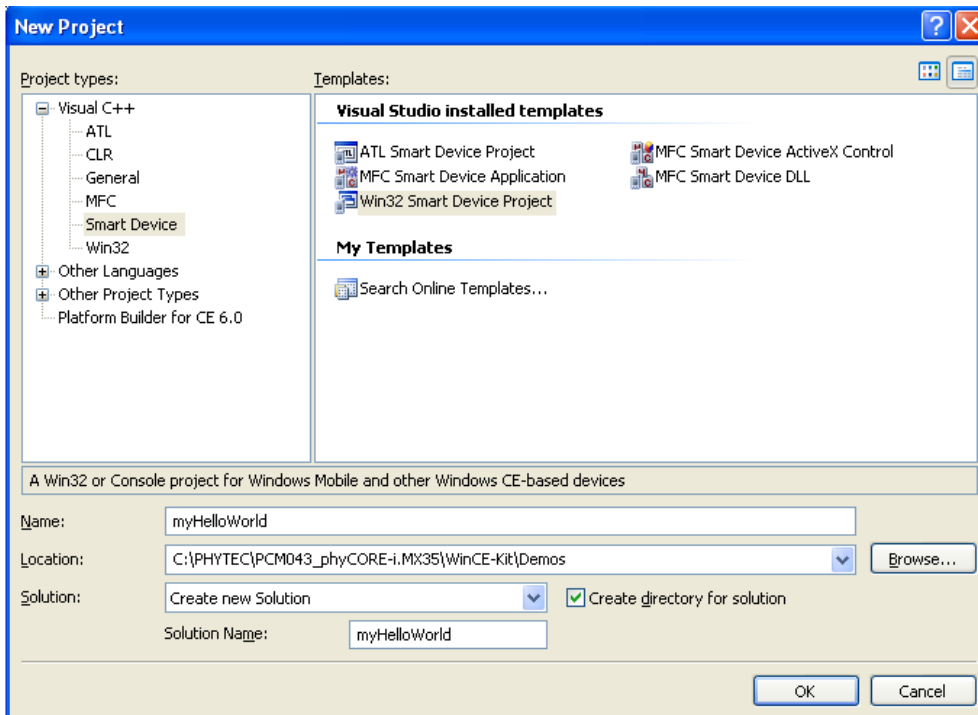 New Project
Project types:
Templates:
Visual C++
ATL
CLR
General
MFC
Smart Device
Win32
Other Languages
Other Project Types
Platform Builder for CE 6.0
Visual Studio installed templates
ATL Smart Device Project
MFC Smart Device ActiveX Control
MFC Smart Device Application
MFC Smart Device DLL
Win32 Smart Device Project
My Templates
Search Online Templates...
A Win32 or Console project for Windows Mobile and other Windows CE-based devices
Name:
myHelloWorld
Location:
C:\PHYTEC\PCM043_phyCORE-i.MX35\WinCE-Kit\Demos
Browse...
Solution:
Create new Solution
Create directory for solution
Solution Name:
myHelloWorld
OK
Cancel